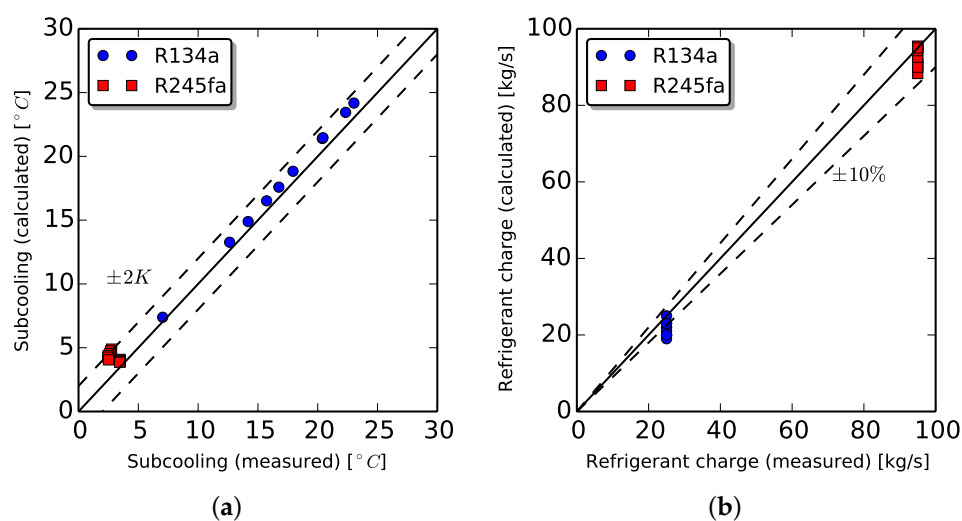 30
25
20
15
10
5
0
Subcooling (calculated) [°C]
R134a
R245fa
±2K
0 5 10 15 20 25 30
Subcooling (measured) [°C]
(a)
100
80
60
40
20
0
Refrigerant charge (calculated) [kg/s]
R134a
R245fa
±10%
0 20 40 60 80 100
Refrigerant charge (measured) [kg/s]
(b)